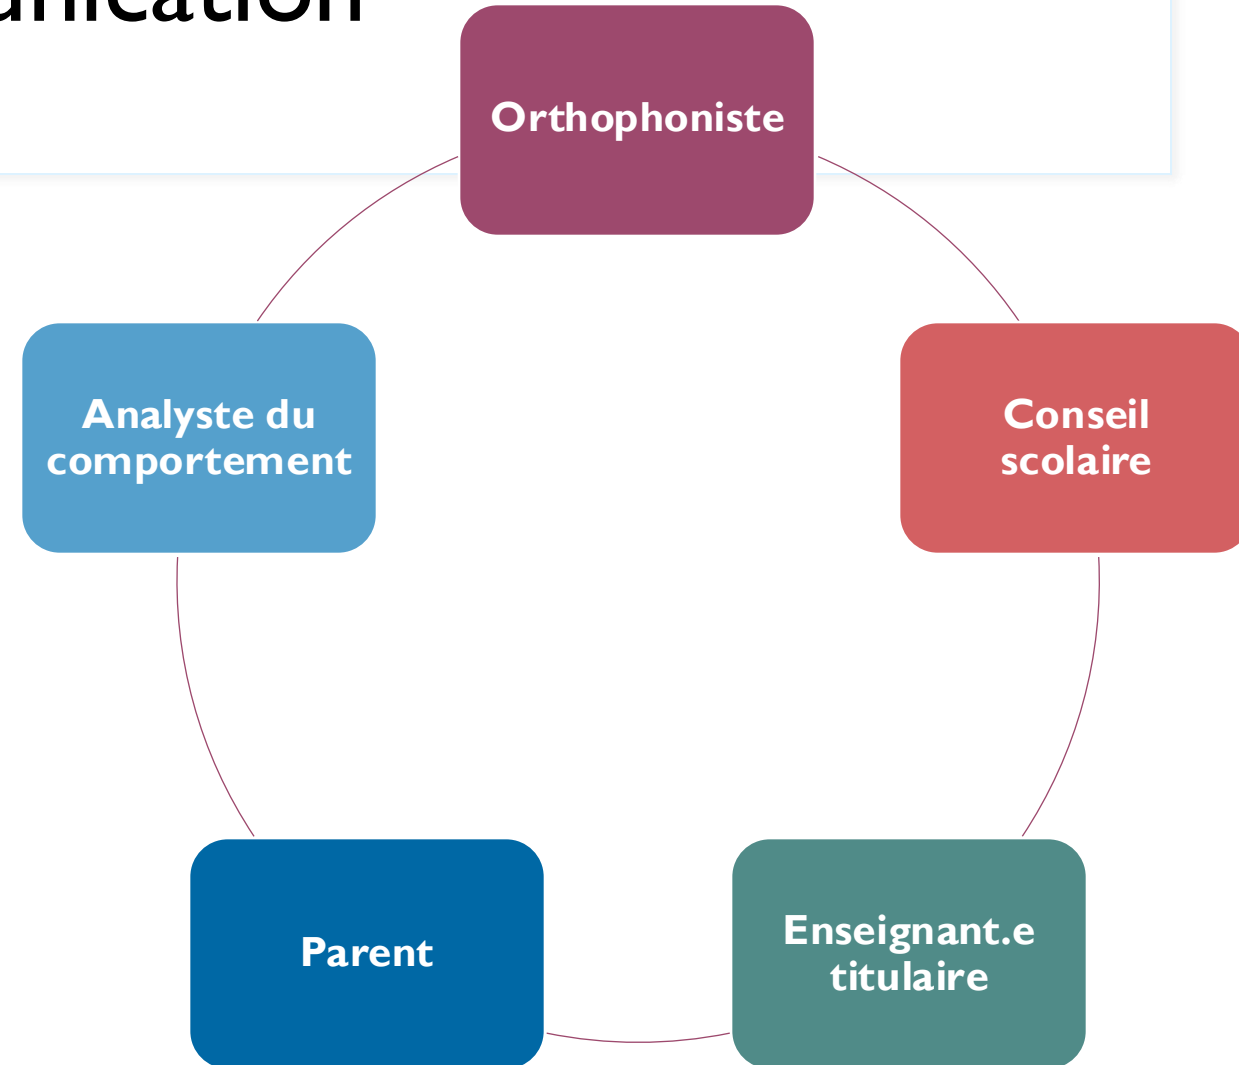 Orthophoniste
Analyste du
comportement
Conseil
scolaire
Parent
Enseignant.e
titulaire